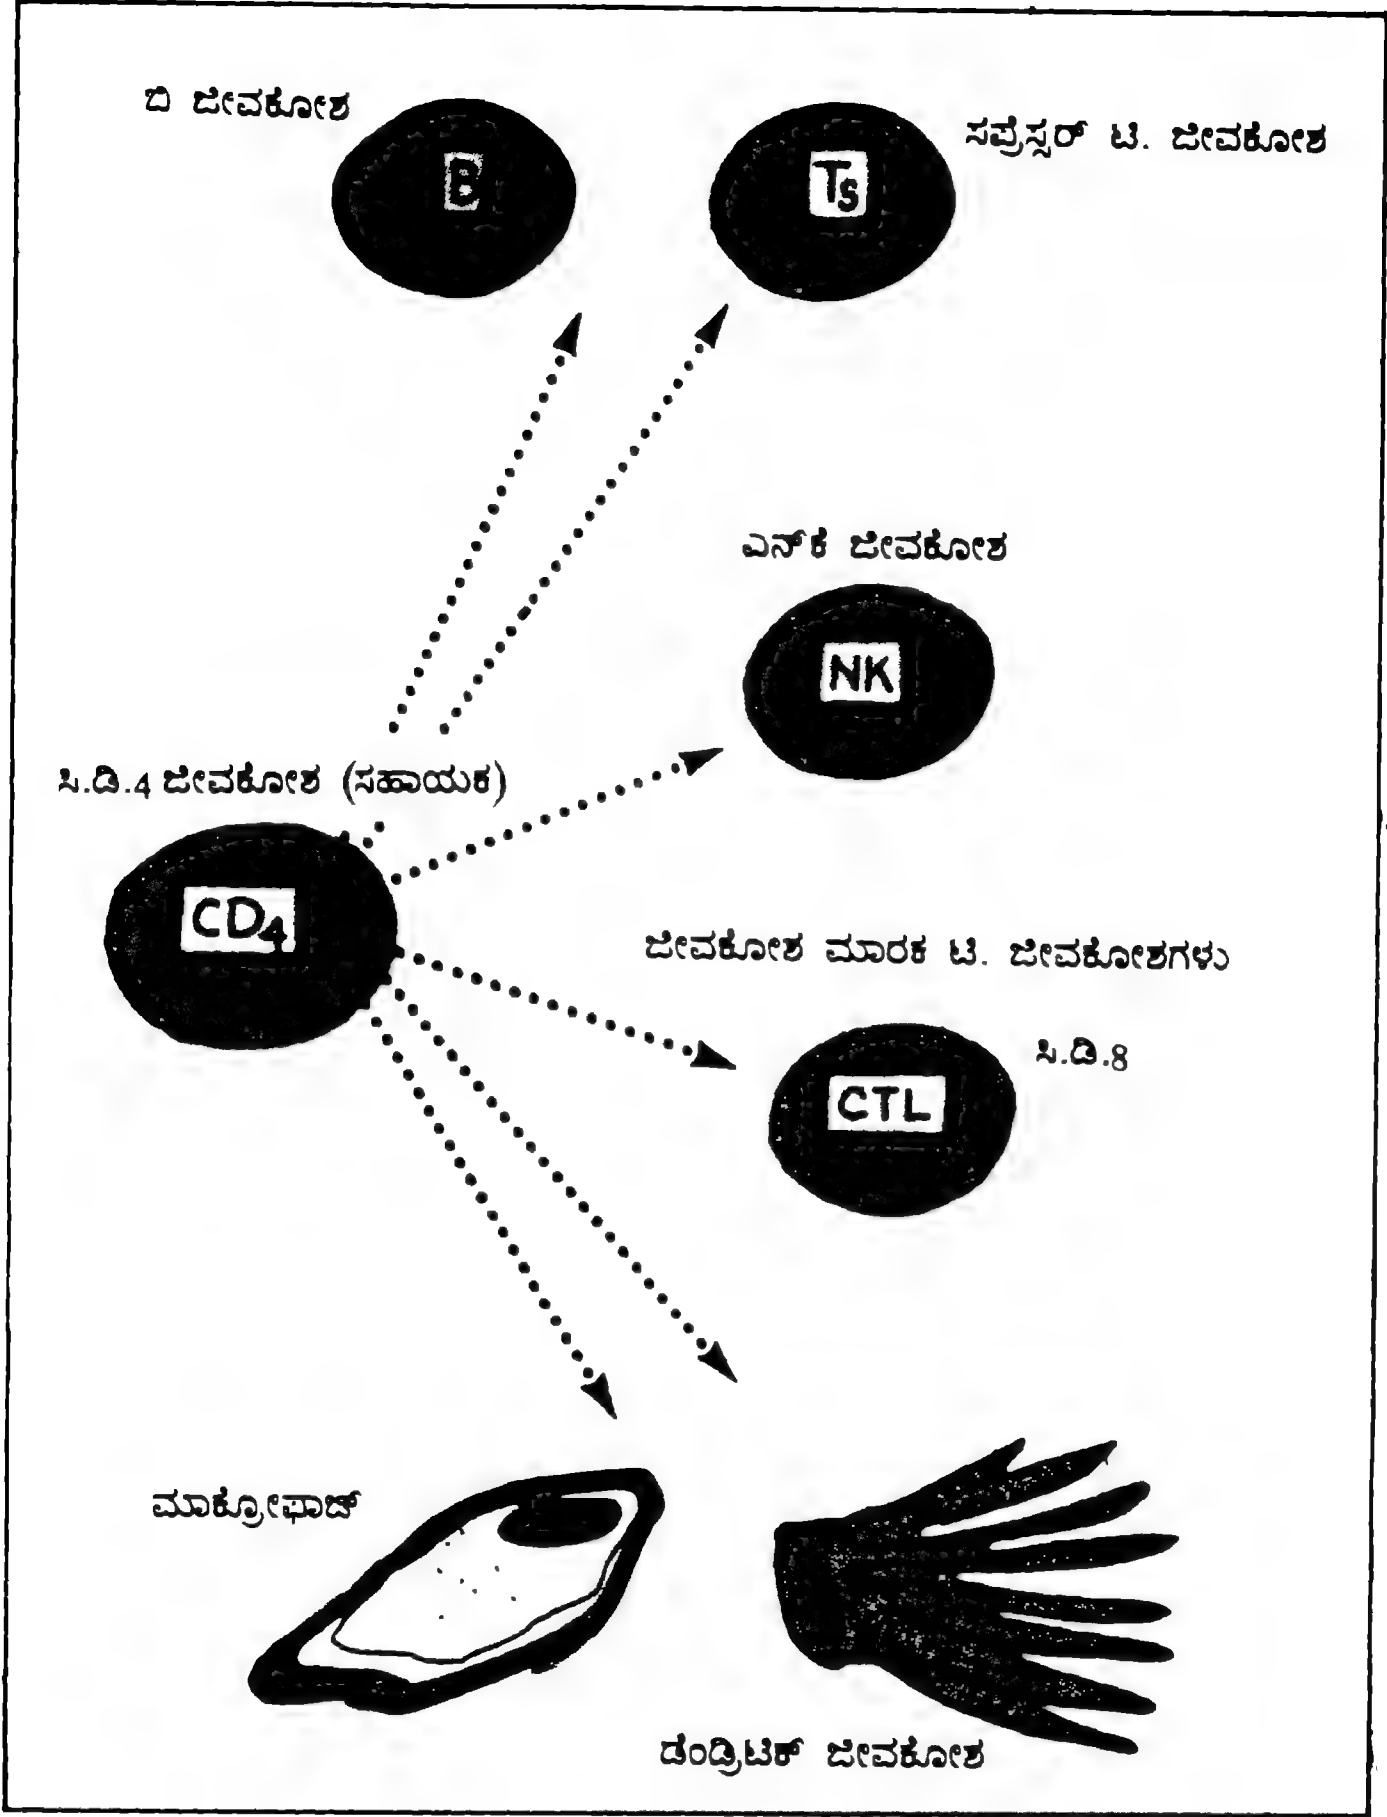 ಬಿ ಜೀವಕೋಶ
B
ಸಪ್ರೆಸ್ಸರ್ ಟಿ. ಜೀವಕೋಶ
Ts
ಎನ್‌ಕೆ ಜೀವಕೋಶ
NK
ಸಿ.ಡಿ.4 ಜೀವಕೋಶ (ಸಹಾಯಕ)
CD4
ಜೀವಕೋಶ ಮಾರಕ ಟಿ. ಜೀವಕೋಶಗಳು
ಸಿ.ಡಿ.8
CTL
ಮಾಕ್ರೋಫಾಜ್
ಡೆಂಡ್ರಿಟಿಕ್ ಜೀವಕೋಶ